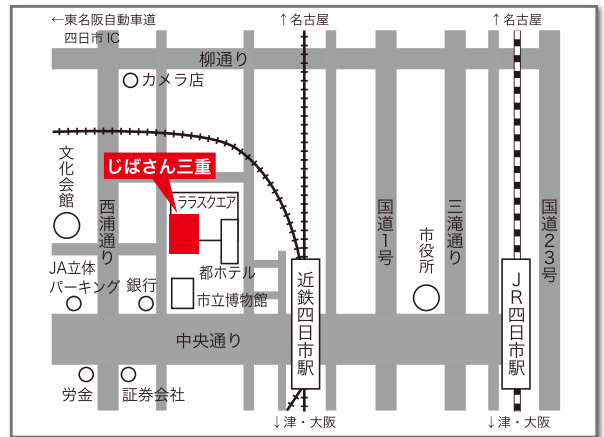 ←東名阪自動車道
四日市IC
↑名古屋
↑名古屋
柳通り
カメラ店
じばさん三重
文化会館
西浦通り
ララスクエア
国道1号
三滝通り
国道23号
市役所
都ホテル
JA立体
パーキング
銀行
市立博物館
近鉄四日市駅
JR四日市駅
中央通り
労金
証券会社
↓津・大阪
↓津・大阪